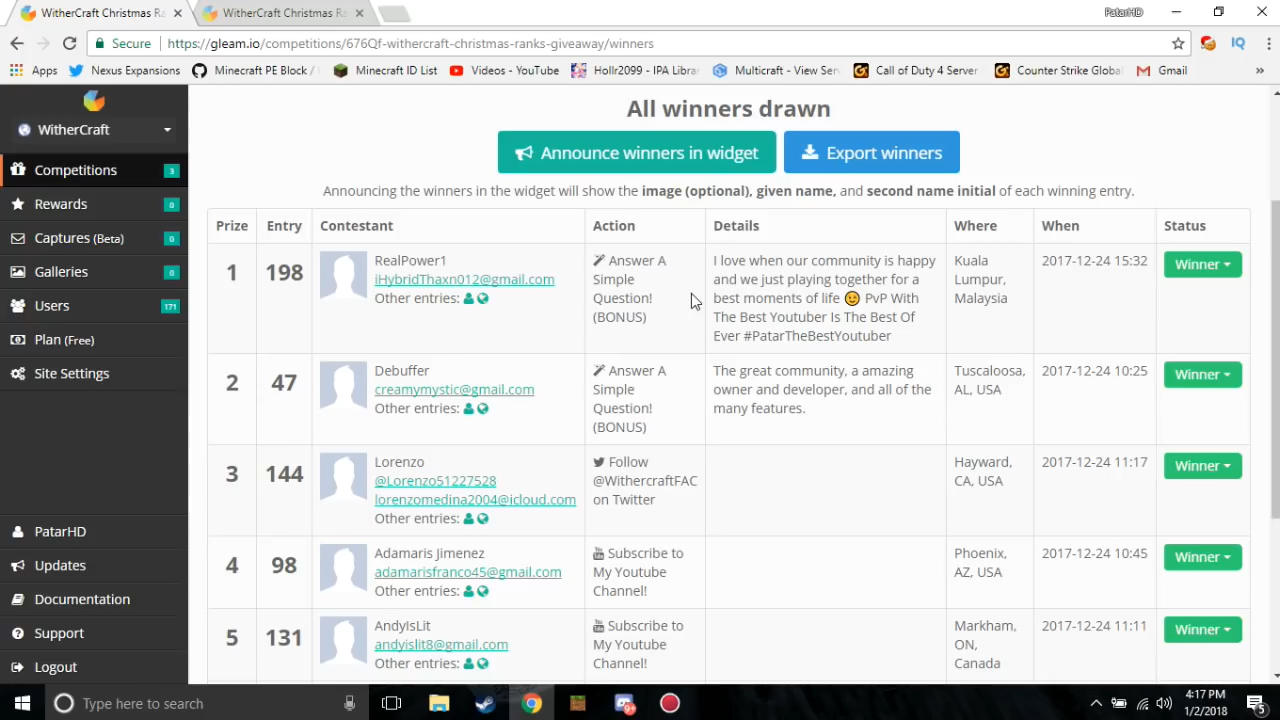 WitherCraft Christmas Ra
WitherCraft Christmas Ra
PatarHD
Secure
https://gleam.io/competitions/676Qf-withercraft-christmas-ranks-giveaway/winners
IQ
Apps
Nexus Expansions
Minecraft PE Block /
Minecraft ID List
Videos - YouTube
Hollr2099 - IPA Libra
Multicraft - View Serv
Call of Duty 4 Server
Counter Strike Global
Gmail
»
WitherCraft
Competitions 3
Rewards 0
Captures (Beta) 0
Galleries 0
Users 171
Plan (Free)
Site Settings
PatarHD
Updates
Documentation
Support
Logout
All winners drawn
Announce winners in widget
Export winners
Announcing the winners in the widget will show the image (optional), given name, and second name initial of each winning entry.
Prize Entry Contestant Action Details Where When Status
1
198
RealPower1
iHybridThaxn012@gmail.com
Other entries:
Answer A
Simple
Question!
(BONUS)
I love when our community is happy
and we just playing together for a
best moments of life 😉 PvP With
The Best Youtuber Is The Best Of
Ever #PatarTheBestYoutuber
Kuala
Lumpur,
Malaysia
2017-12-24 15:32
Winner
2
47
Debuffer
creamymystic@gmail.com
Other entries:
Answer A
Simple
Question!
(BONUS)
The great community, a amazing
owner and developer, and all of the
many features.
Tuscaloosa,
AL, USA
2017-12-24 10:25
Winner
3
144
Lorenzo
@Lorenzo51227528
lorenzomedina2004@icloud.com
Other entries:
Follow
@WithercraftFAC
on Twitter
Hayward,
CA, USA
2017-12-24 11:17
Winner
4
98
Adamaris Jimenez
adamarisfranco45@gmail.com
Other entries:
Subscribe to
My Youtube
Channel!
Phoenix,
AZ, USA
2017-12-24 10:45
Winner
5
131
AndyIsLit
andyislit8@gmail.com
Other entries:
Subscribe to
My Youtube
Channel!
Markham,
ON,
Canada
2017-12-24 11:11
Winner
Type here to search
4:17 PM
1/2/2018
5